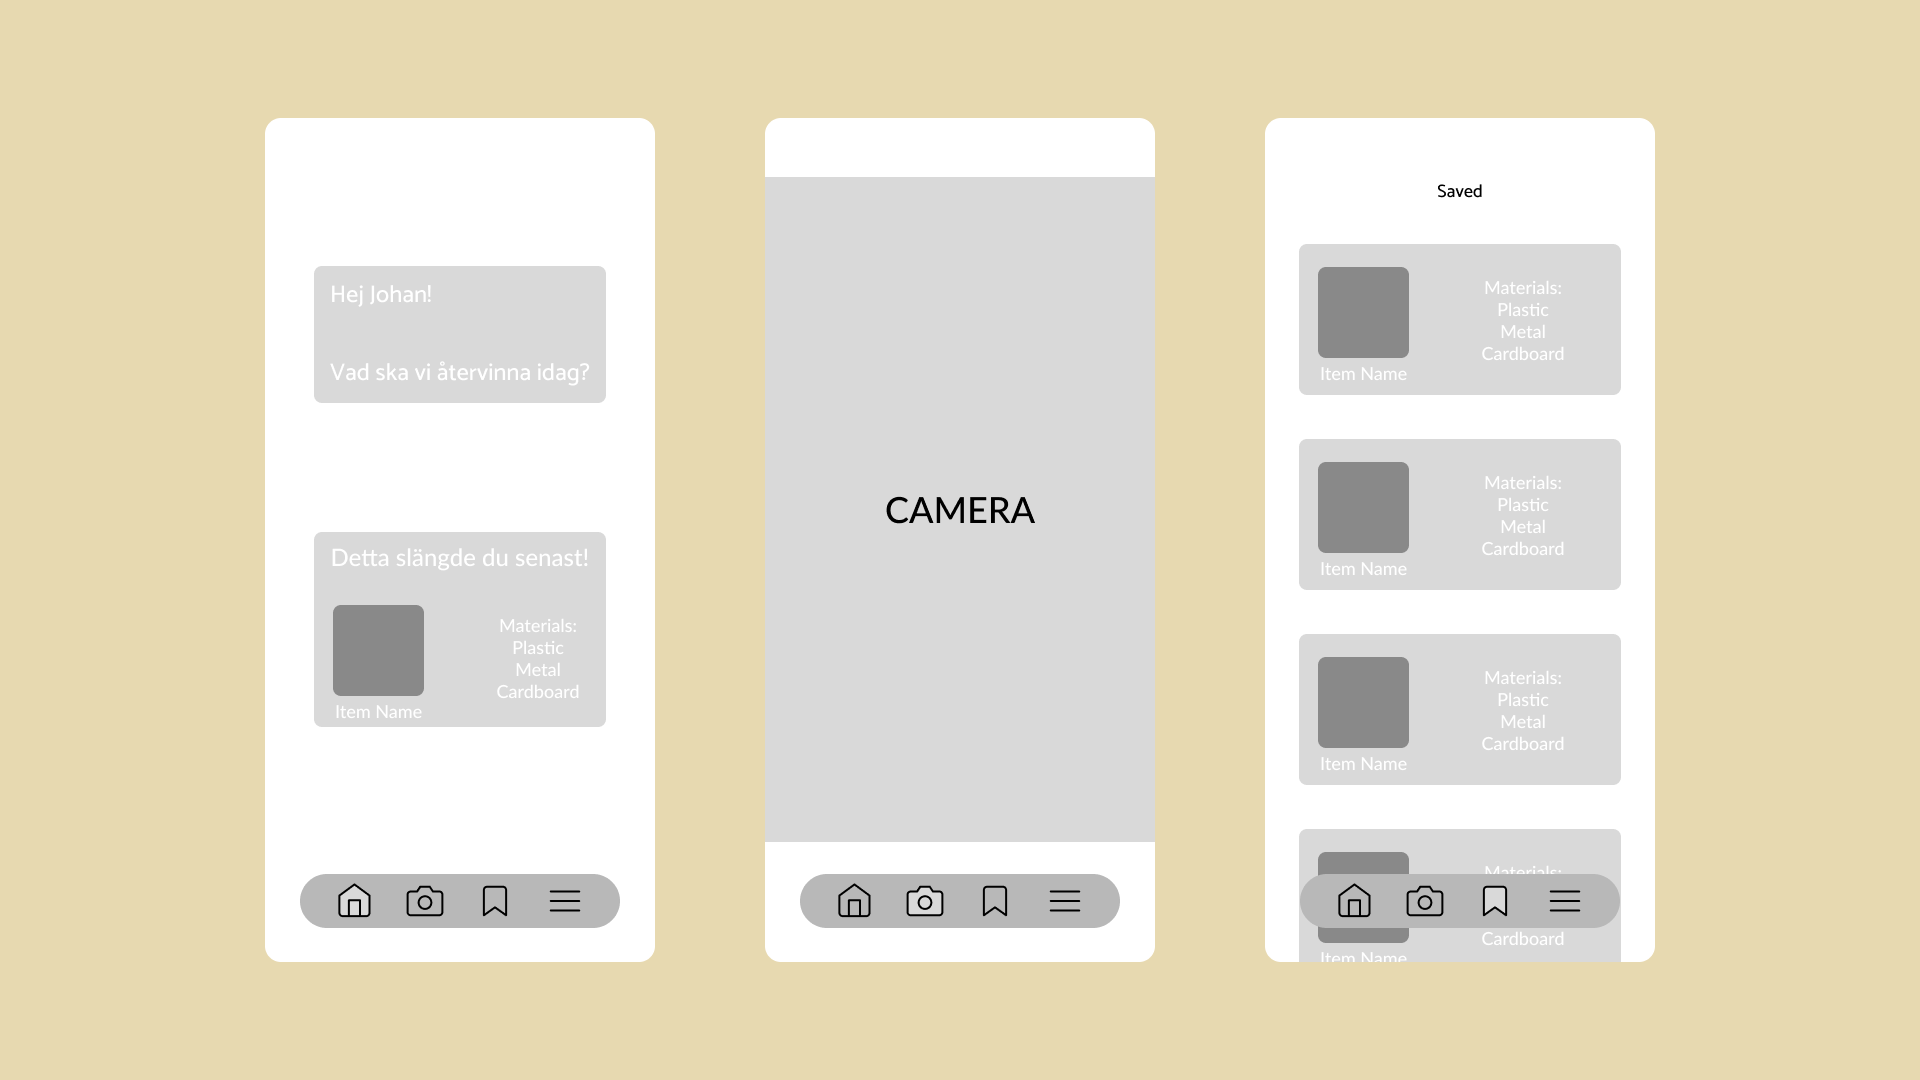 Hej Johan!
Vad ska vi återvinna idag?
Detta slängde du senast!
Materials:
Plastic
Metal
Cardboard
Item Name
CAMERA
Saved
Materials:
Plastic
Metal
Cardboard
Item Name
Materials:
Plastic
Metal
Cardboard
Item Name
Materials:
Plastic
Metal
Cardboard
Item Name
Materials:
Cardboard
Item Name